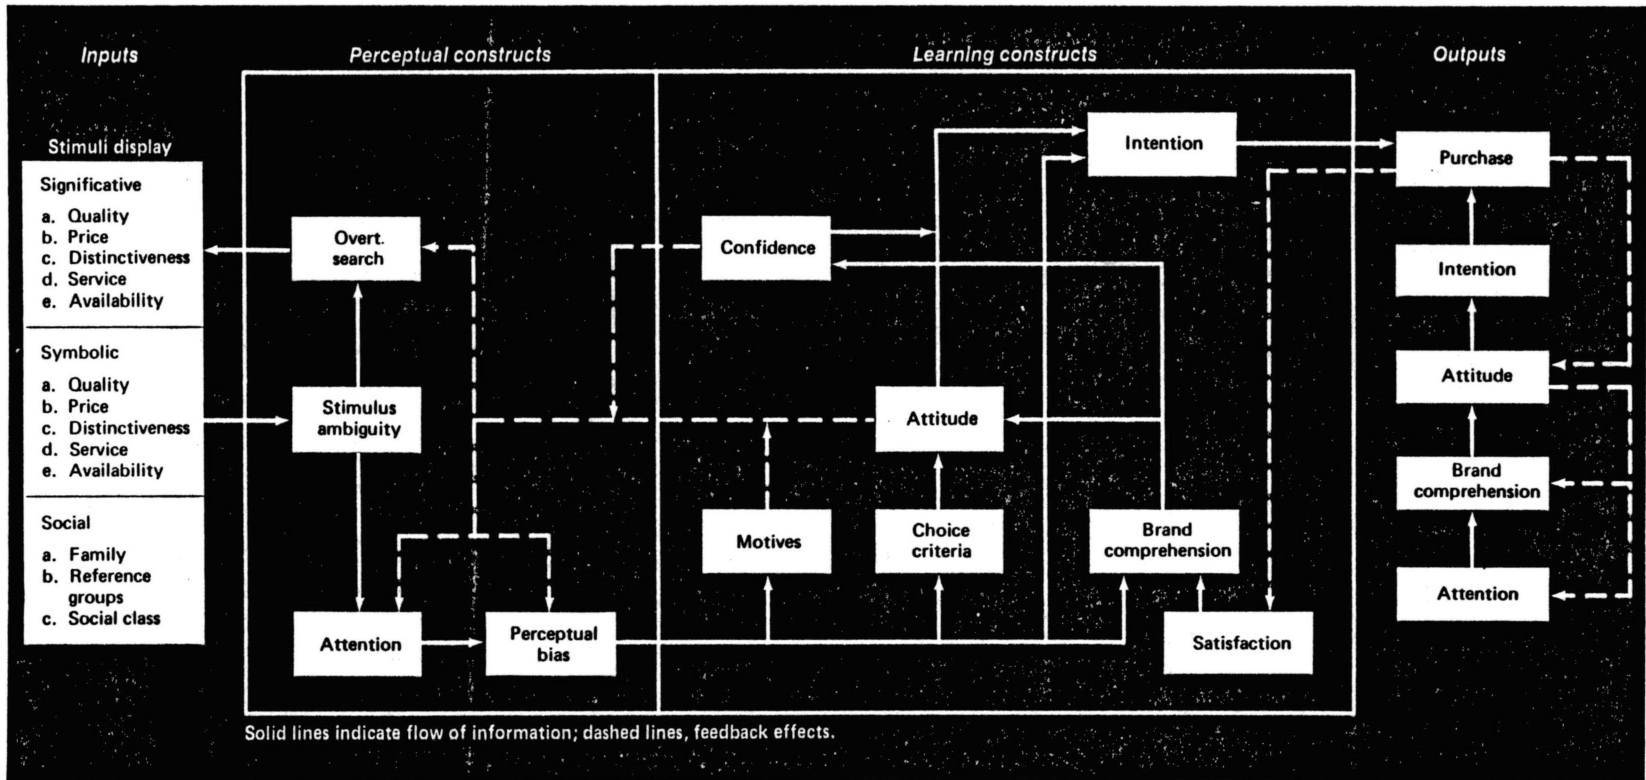 Inputs
Perceptual constructs
Learning constructs
Outputs
Stimuli display
Significative
a. Quality
b. Price
c. Distinctiveness
d. Service
e. Availability
Symbolic
a. Quality
b. Price
c. Distinctiveness
d. Service
e. Availability
Social
a. Family
b. Reference
groups
c. Social class
Overt.
search
Stimulus
ambiguity
Attention
Perceptual
bias
Confidence
Attitude
Motives
Choice
criteria
Brand
comprehension
Satisfaction
Intention
Purchase
Intention
Attitude
Brand
comprehension
Attention
Solid lines indicate flow of information; dashed lines, feedback effects.